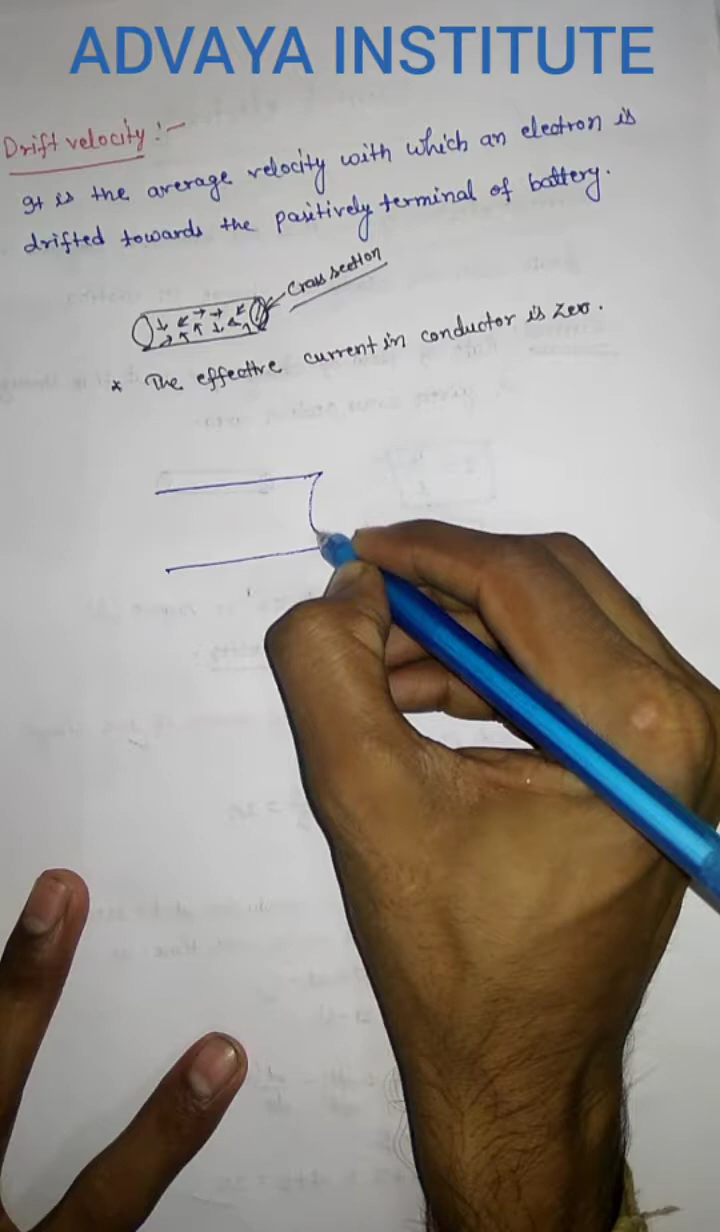 ADVAYA INSTITUTE
Drift velocity :-
It is the average velocity with which an electron is
drifted towards the positively terminal of battery.
Cross section
* The effective current in conductor is zero.